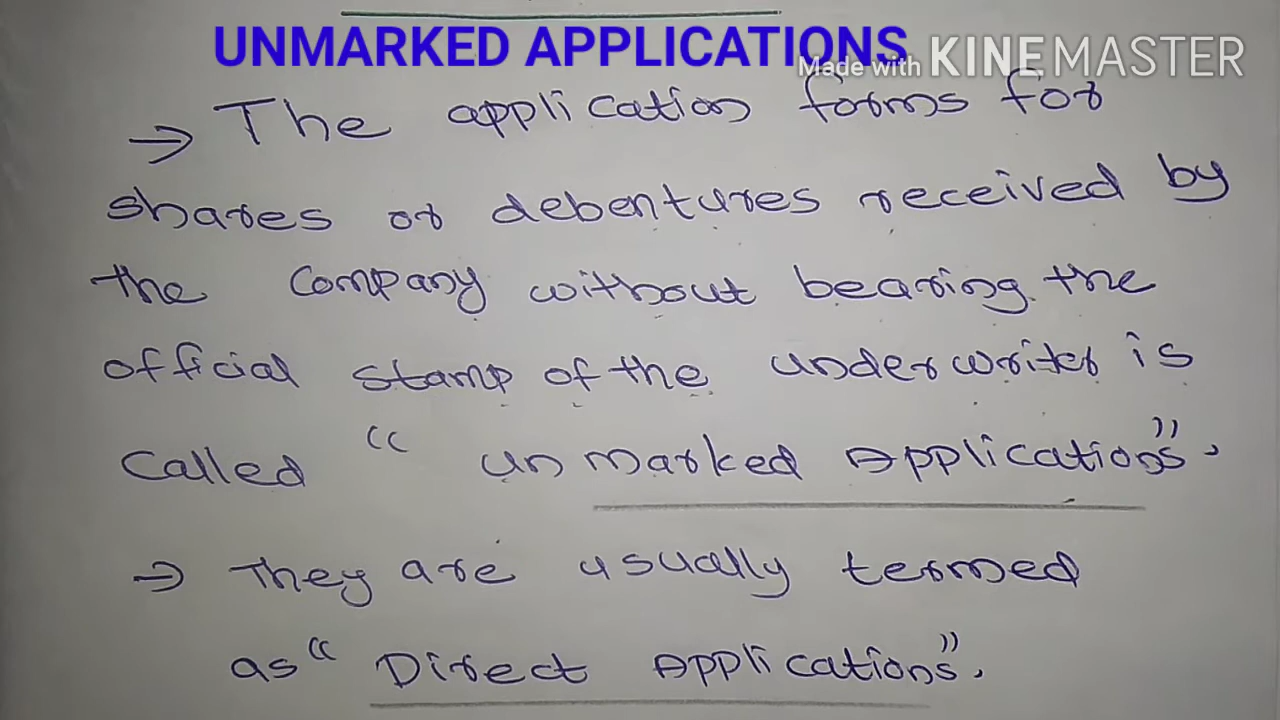 UNMARKED APPLICATIONS
Made with KINEMASTER
→ The application forms for
shares or debentures received by
the company without bearing the
official stamp of the underwriter is
called “ unmarked Applications”.
→ They are usually termed
as “ Direct Applications”.